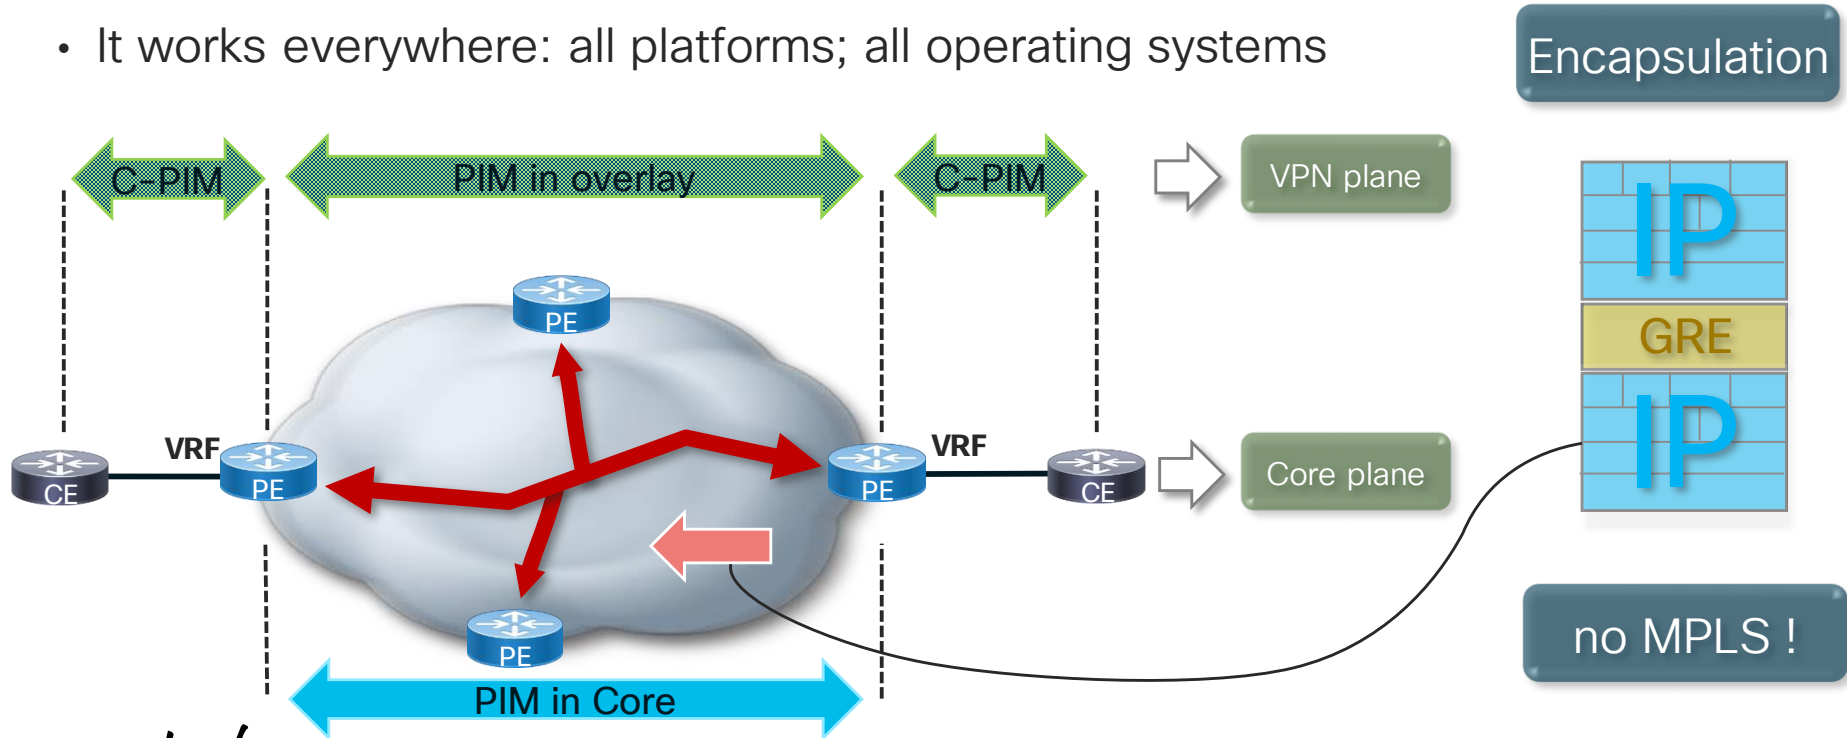 • It works everywhere: all platforms; all operating systems
Encapsulation
C-PIM
PIM in overlay
C-PIM
VPN plane
IP
GRE
IP
PE
VRF
PE
CE
PE
VRF
CE
Core plane
PE
no MPLS !
PIM in Core